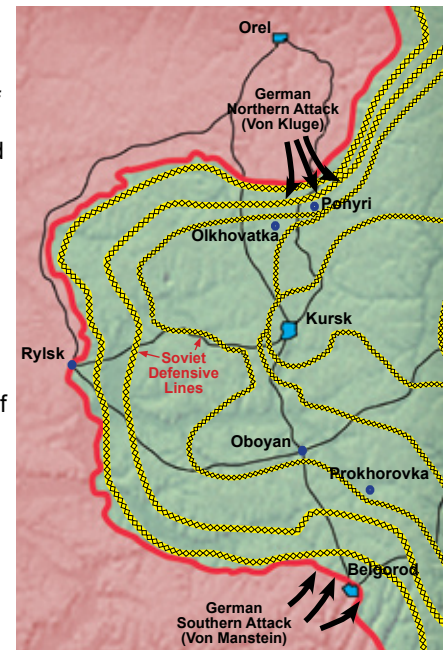 Orel
German
Northern Attack
(Von Kluge)
Ponyri
Olkhovatka
Kursk
Soviet
Defensive
Lines
Rylsk
of
Oboyan
Prokhorovka
Belgorod
German
Southern Attack
(Von Manstein)